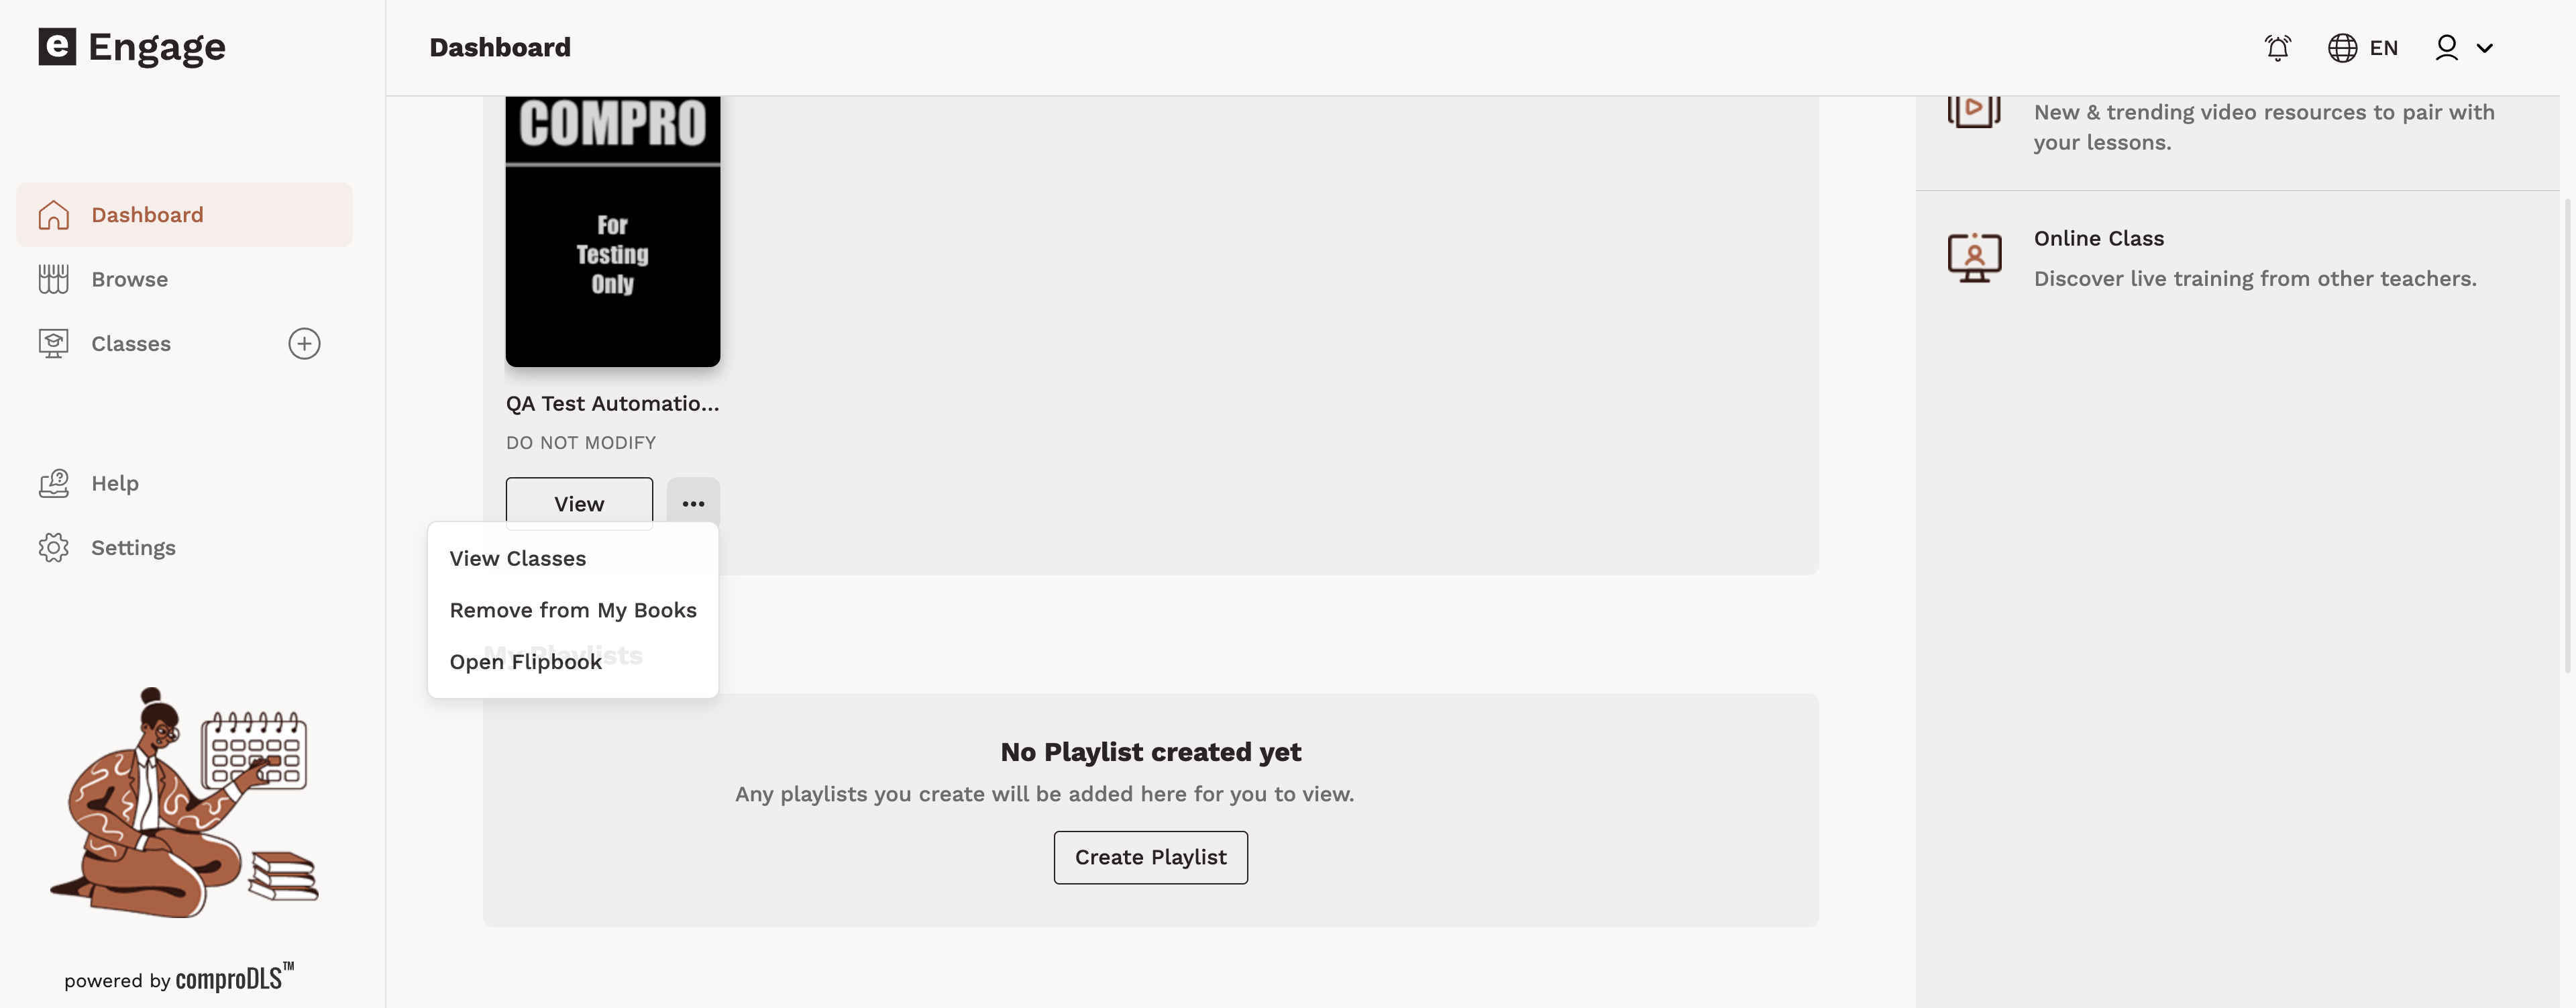 e Engage
Dashboard
EN
Dashboard
Browse
Classes
Help
Settings
powered by comproDLS™
COMPRO
For
Testing
Only
QA Test Automatio...
DO NOT MODIFY
View
View Classes
Remove from My Books
Open Flipbook
My Playlists
No Playlist created yet
Any playlists you create will be added here for you to view.
Create Playlist
New & trending video resources to pair with
your lessons.
Online Class
Discover live training from other teachers.